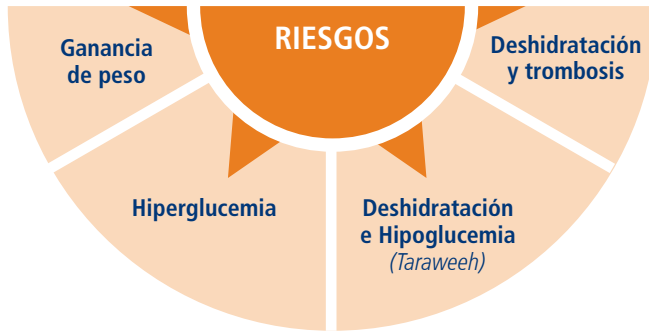 RIESGOS
Ganancia
de peso
Hiperglucemia
Deshidratación
e Hipoglucemia
(Taraweeh)
Deshidratación
y trombosis